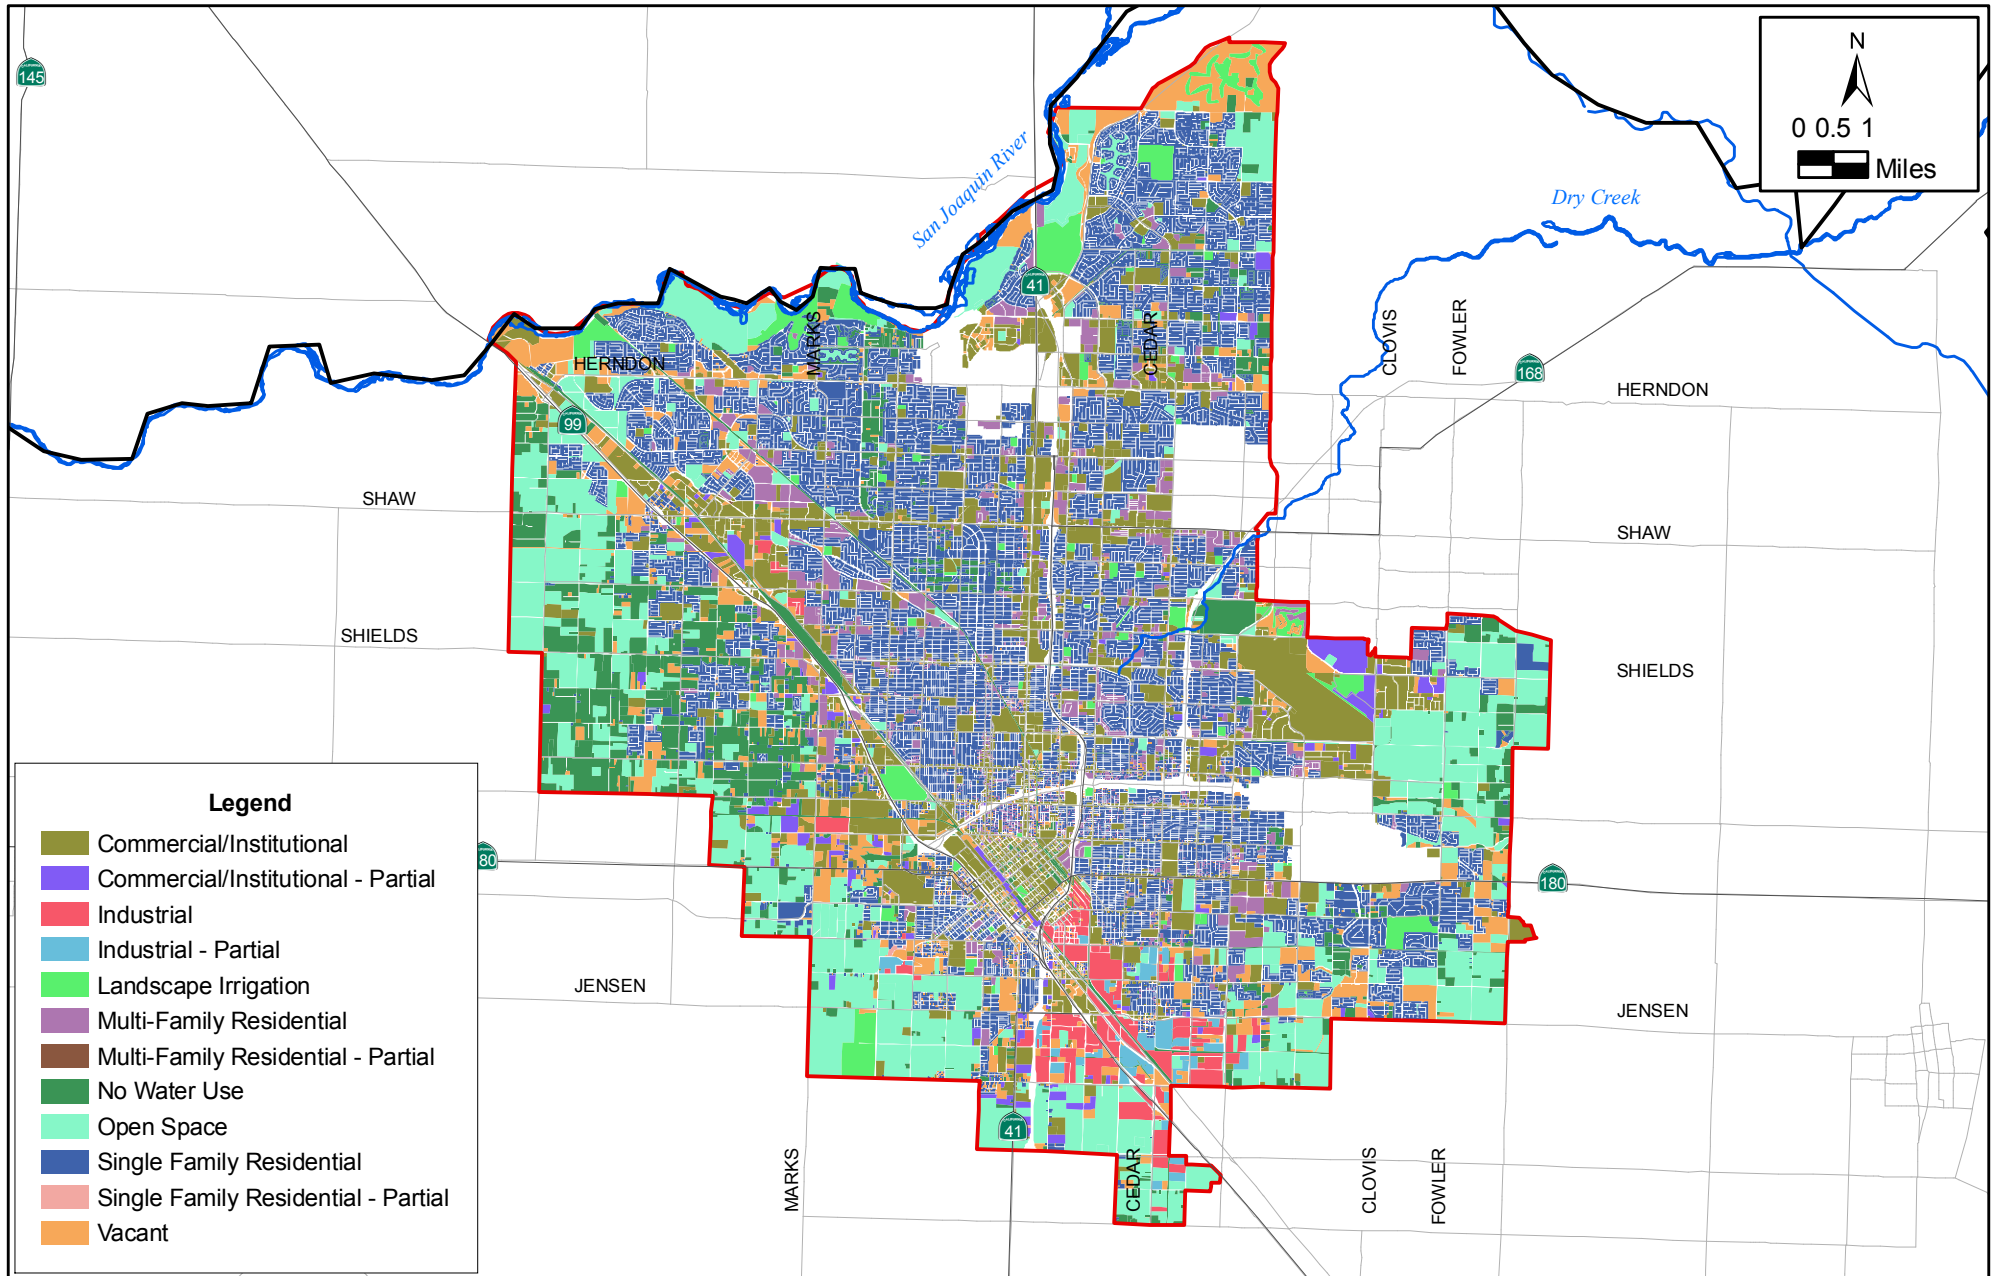 145
N
0 0.5 1
Miles
San Joaquin River
Dry Creek
41
MARKS
CEDAR
CLOVIS
FOWLER
168
HERNDON
HERNDON
99
SHAW
SHAW
SHIELDS
SHIELDS
Legend
Commercial/Institutional
Commercial/Institutional - Partial
Industrial
Industrial - Partial
Landscape Irrigation
Multi-Family Residential
Multi-Family Residential - Partial
No Water Use
Open Space
Single Family Residential
Single Family Residential - Partial
Vacant
80
CALIFORNIA
180
JENSEN
JENSEN
41
MARKS
CEDAR
CLOVIS
FOWLER